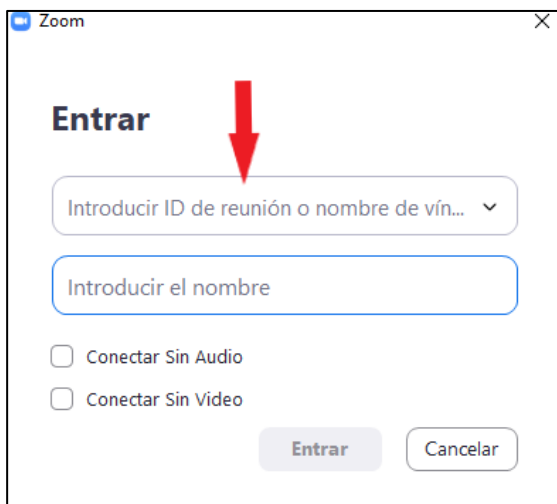 Zoom
Entrar
Introducir ID de reunión o nombre de vín...
Introducir el nombre
Conectar Sin Audio
Conectar Sin Video
Entrar
Cancelar